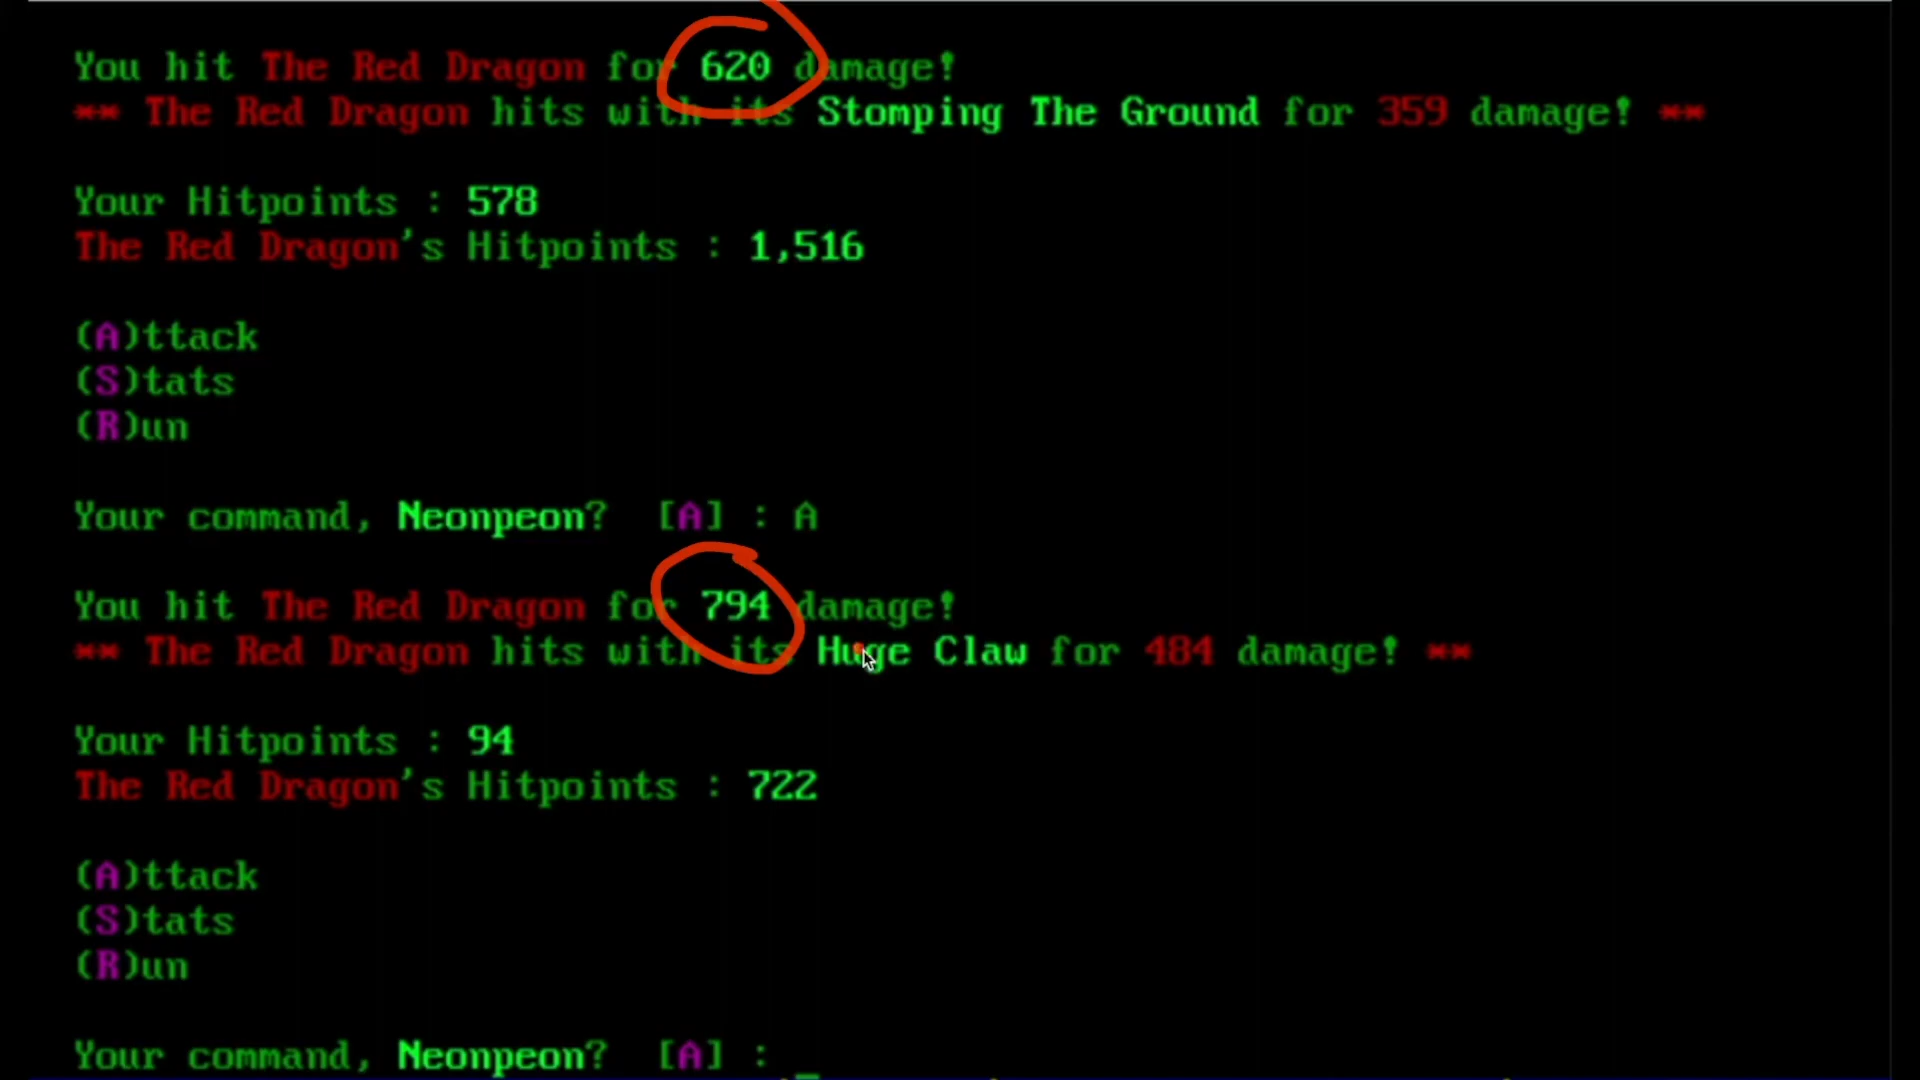 You hit The Red Dragon for 620 damage!
** The Red Dragon hits with its Stomping The Ground for 359 damage! **
Your Hitpoints : 578
The Red Dragon's Hitpoints : 1,516
(A)ttack
(S)tats
(R)un
Your command, Neonpeon? [A] : A
You hit The Red Dragon for 794 damage!
** The Red Dragon hits with its Huge Claw for 484 damage! **
Your Hitpoints : 94
The Red Dragon's Hitpoints : 722
(A)ttack
(S)tats
(R)un
Your command, Neonpeon? [A] :